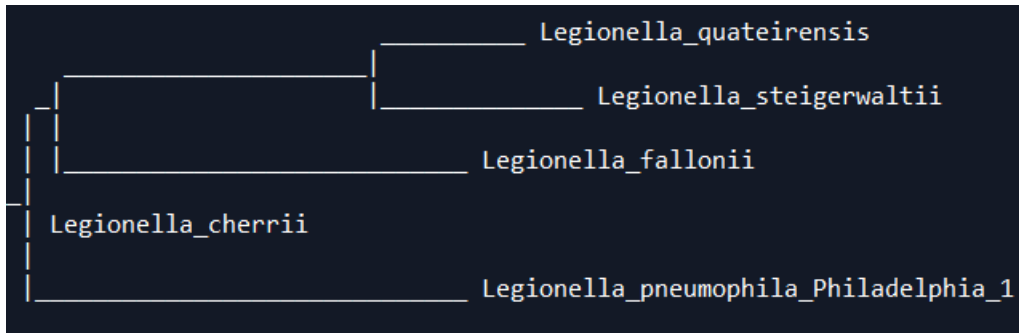 Legionella_quateirensis
Legionella_steigerwaltii
Legionella_fallonii
Legionella_cherrii
Legionella_pneumophila_Philadelphia_1